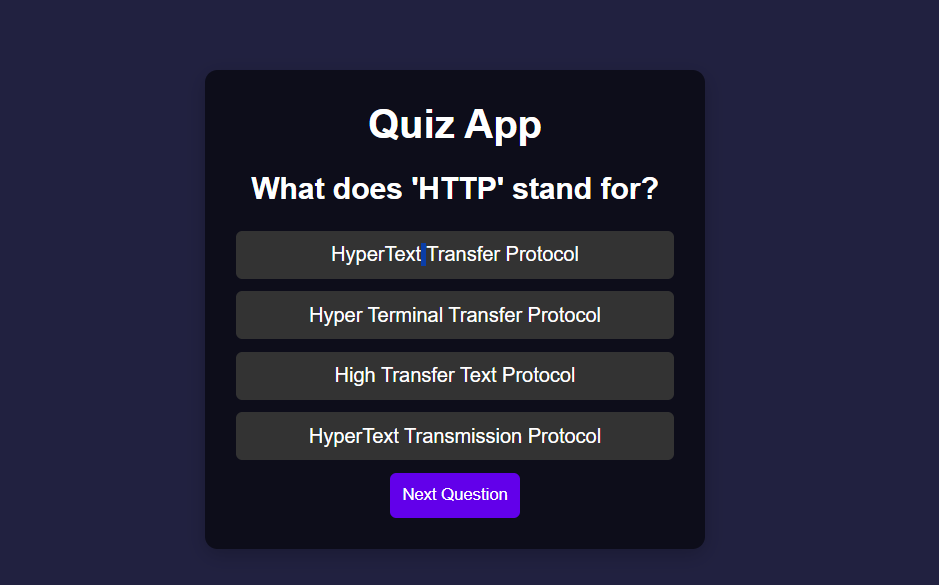 Quiz App
What does 'HTTP' stand for?
HyperText Transfer Protocol
Hyper Terminal Transfer Protocol
High Transfer Text Protocol
HyperText Transmission Protocol
Next Question